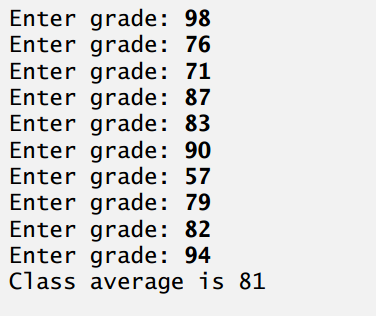 Enter grade: 98
Enter grade: 76
Enter grade: 71
Enter grade: 87
Enter grade: 83
Enter grade: 90
Enter grade: 57
Enter grade: 79
Enter grade: 82
Enter grade: 94
Class average is 81